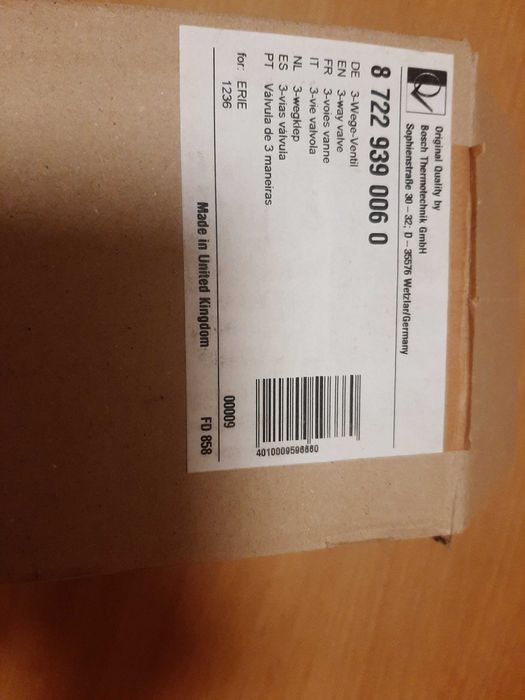 Original Quality by
Bosch Thermotechnik GmbH
Sophienstraße 30 – 32; D – 35576 Wetzlar/Germany
8 722 939 006 0
DE 3-Wege-Ventil
EN 3-way valve
FR 3-voies vanne
IT 3-vie valvola
NL 3-wegklep
ES 3-vias válvula
PT Válvula de 3 maneiras
4010009596660
for: ERIE
1236
00009
Made in United Kingdom
FD 858